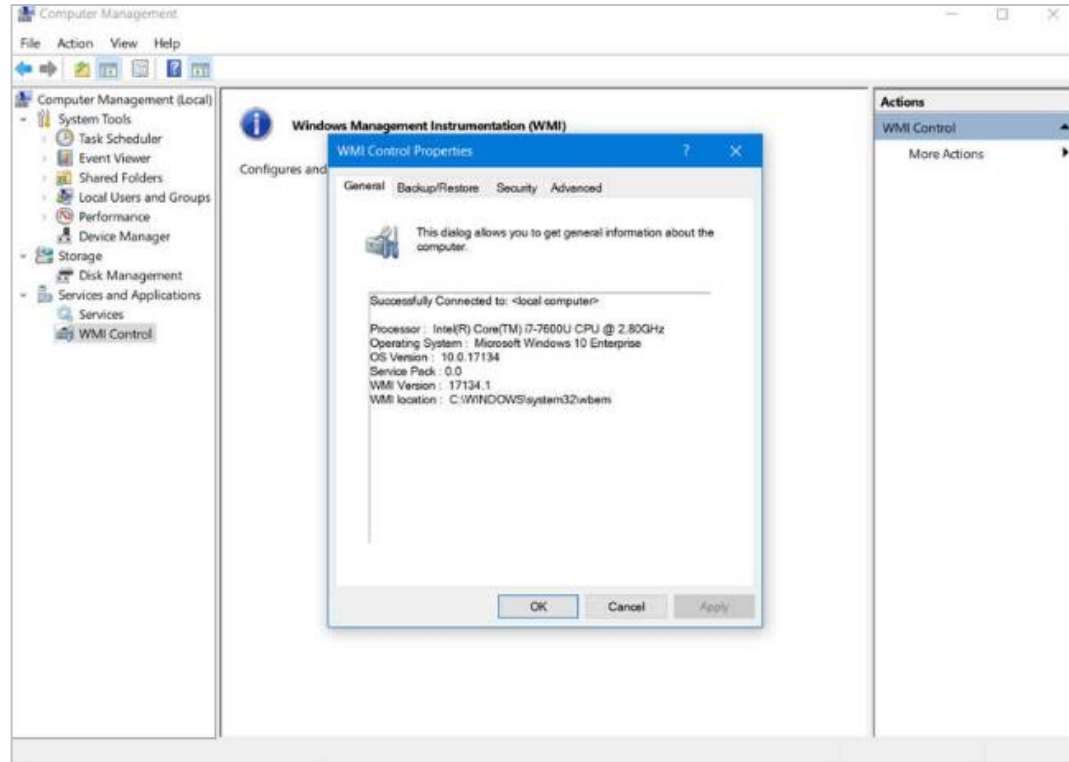 Computer Management
File Action View Help
Computer Management (Local)
System Tools
Task Scheduler
Event Viewer
Shared Folders
Local Users and Groups
Performance
Device Manager
Storage
Disk Management
Services and Applications
Services
WMI Control
Windows Management Instrumentation (WMI)
Configures and
WMI Control Properties
General Backup/Restore Security Advanced
This dialog allows you to get general information about the
computer.
Successfully Connected to: <local computer>
Processor : Intel(R) Core(TM) i7-7600U CPU @ 2.80GHz
Operating System : Microsoft Windows 10 Enterprise
OS Version : 10.0.17134
Service Pack : 0.0
WMI Version : 17134.1
WMI location : C:\WINDOWS\system32\wbem
OK Cancel Apply
Actions
WMI Control
More Actions